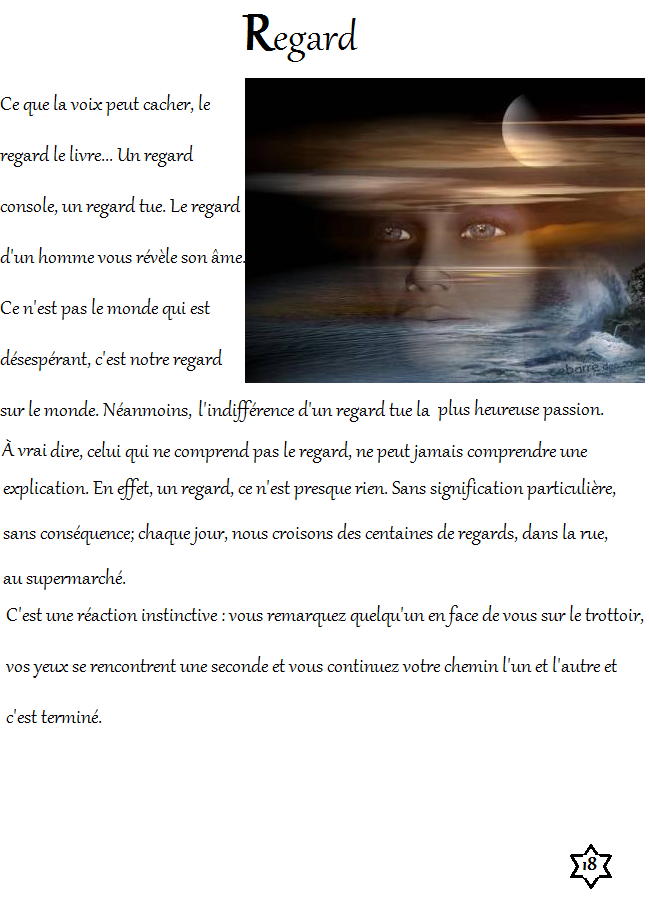 Regard
Ce que la voix peut cacher, le
regard le livre... Un regard
console, un regard tue. Le regard
d'un homme vous révèle son âme.
Ce n'est pas le monde qui est
désespérant, c'est notre regard
sur le monde. Néanmoins, l'indifférence d'un regard tue la plus heureuse passion.
À vrai dire, celui qui ne comprend pas le regard, ne peut jamais comprendre une
explication. En effet, un regard, ce n'est presque rien. Sans signification particulière,
sans conséquence; chaque jour, nous croisons des centaines de regards, dans la rue,
au supermarché.
C'est une réaction instinctive : vous remarquez quelqu'un en face de vous sur le trottoir,
vos yeux se rencontrent une seconde et vous continuez votre chemin l'un et l'autre et
c'est terminé.
18